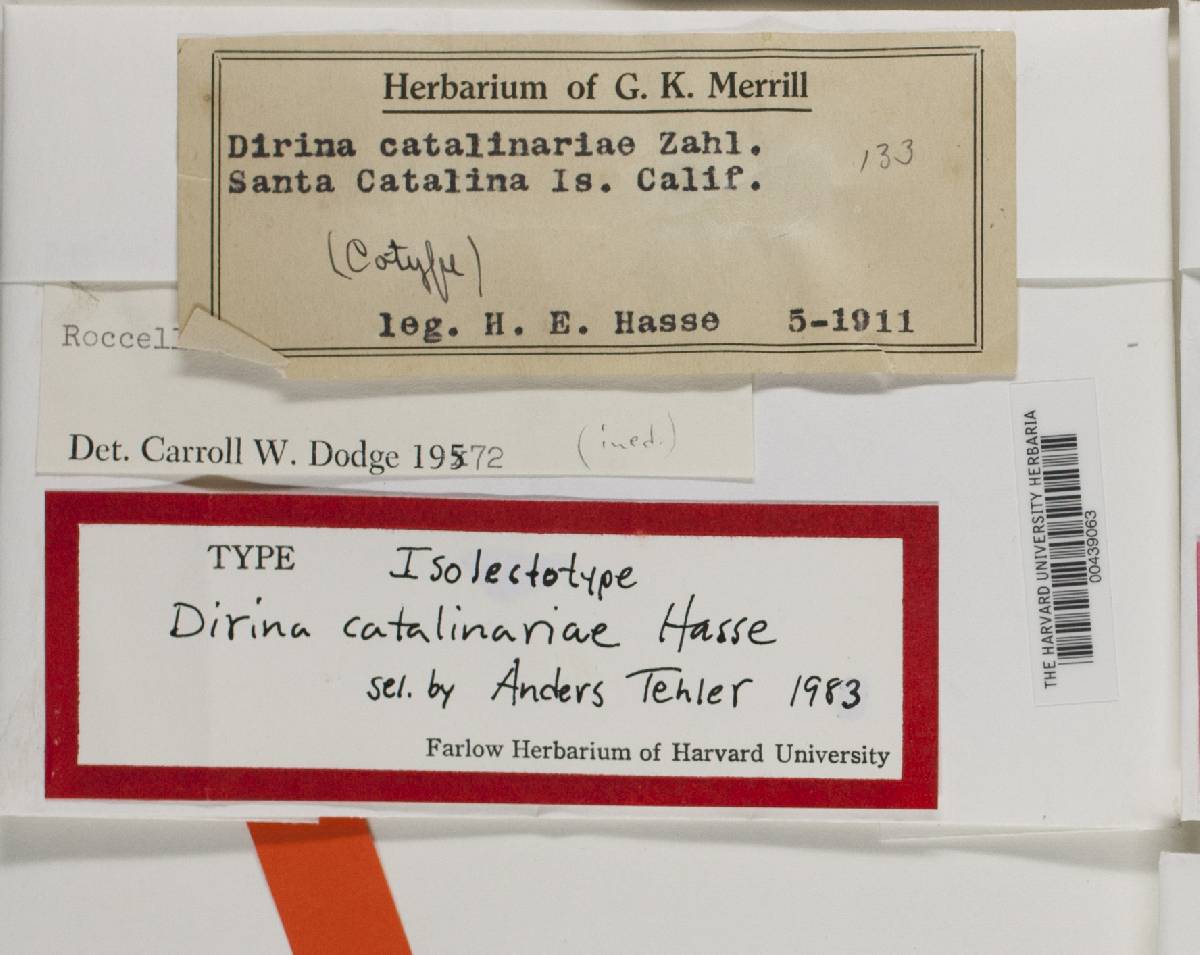 Herbarium of G. K. Merrill
Dirina catalinariae Zahl.
133
Santa Catalina Is. Calif.
(Cotype)
leg. H. E. Hasse 5-1911
Roccell
Det. Carroll W. Dodge 1972
(ined.)
TYPE Isolectotype
Dirina catalinariae Hasse
sel. by Anders Tehler 1983
Farlow Herbarium of Harvard University
THE HARVARD UNIVERSITY HERBARIA
00439063